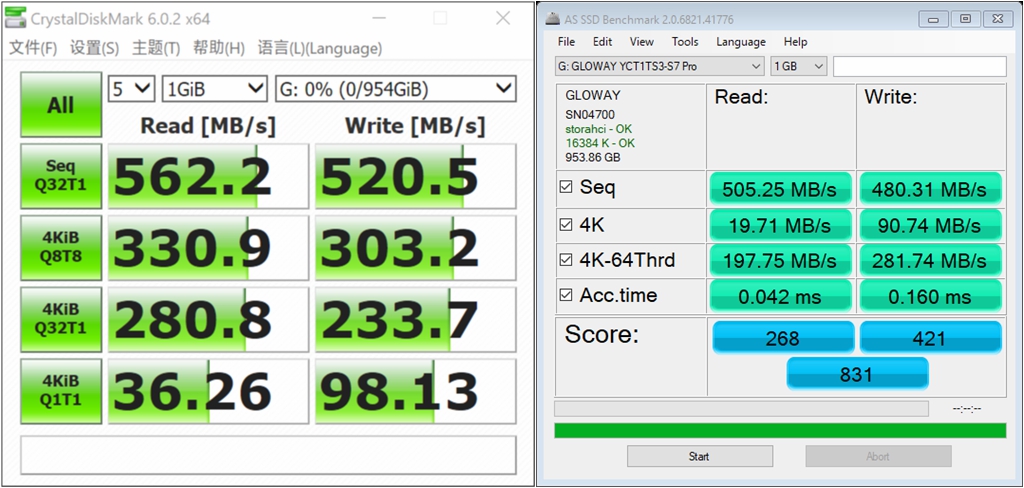 CrystalDiskMark 6.0.2 x64
文件(F) 设置(S) 主题(T) 帮助(H) 语言(L)(Language)
All
5
1GiB
G: 0% (0/954GiB)
Read [MB/s]
Write [MB/s]
Seq
Q32T1
562.2
520.5
4KiB
Q8T8
330.9
303.2
4KiB
Q32T1
280.8
233.7
4KiB
Q1T1
36.26
98.13
AS SSD Benchmark 2.0.6821.41776
File Edit View Tools Language Help
G: GLOWAY YCT1TS3-S7 Pro
1 GB
GLOWAY
SN04700
storahci - OK
16384 K - OK
953.86 GB
Read:
Write:
Seq
505.25 MB/s
480.31 MB/s
4K
19.71 MB/s
90.74 MB/s
4K-64Thrd
197.75 MB/s
281.74 MB/s
Acc.time
0.042 ms
0.160 ms
Score:
268
421
831
--:--:--
Start
Abort